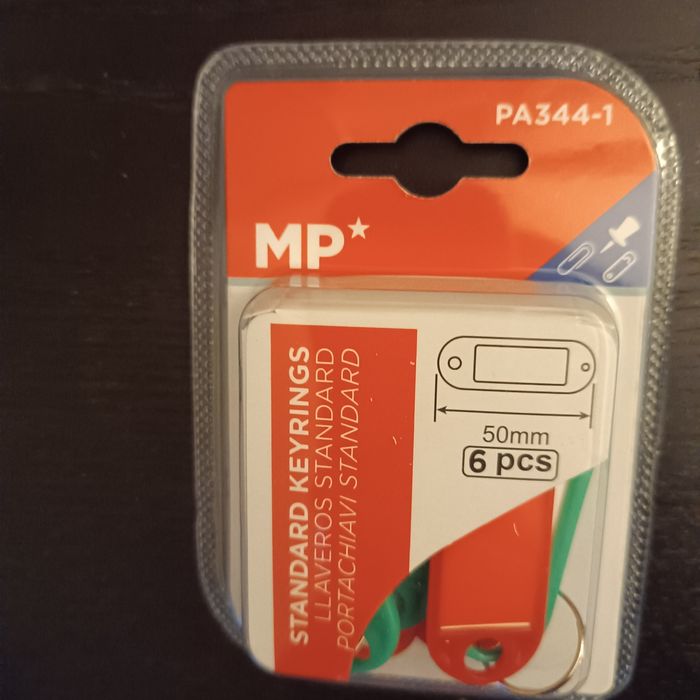 PA344-1
MP*
STANDARD KEYRINGS
LLAVEROS STANDARD
PORTACHIAVI STANDARD
50mm
6 pcs